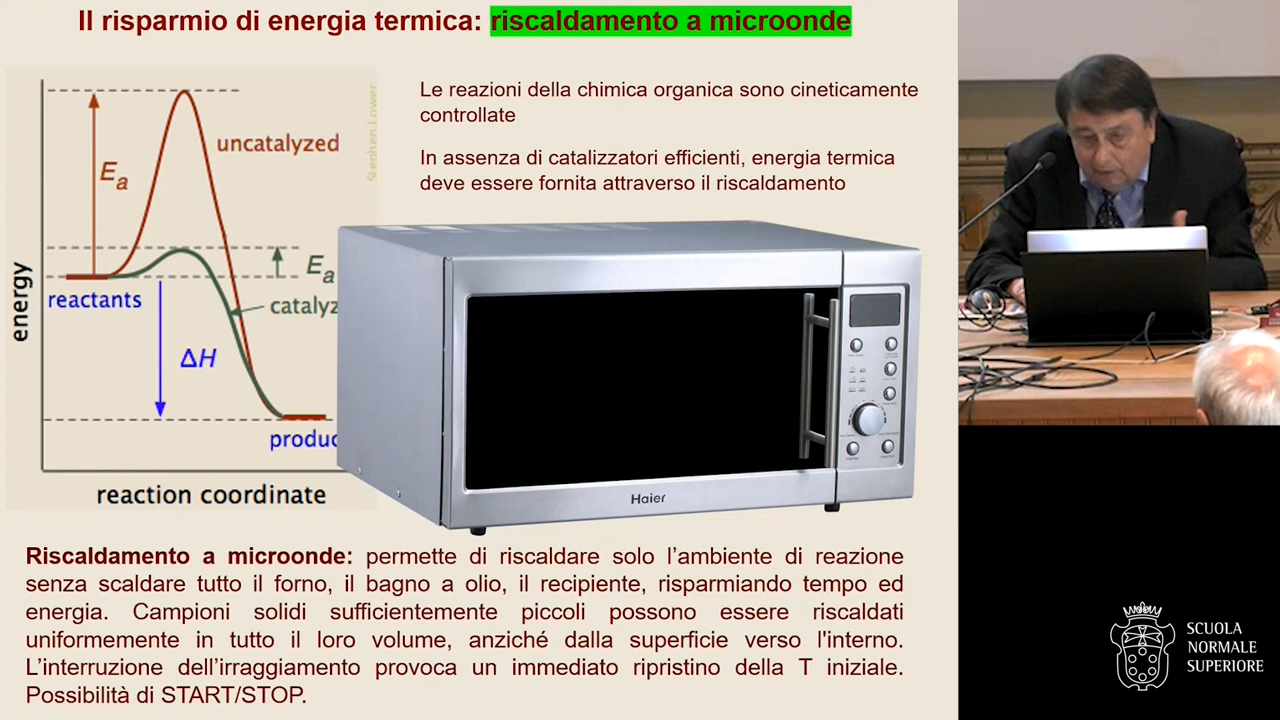 Il risparmio di energia termica: riscaldamento a microonde
Le reazioni della chimica organica sono cineticamente
controllate
In assenza di catalizzatori efficienti, energia termica
deve essere fornita attraverso il riscaldamento
Stephen Lower
uncatalyzed
Ea
Ea
reactants
catalyz
ΔH
energy
produc
reaction coordinate
Haier
Riscaldamento a microonde: permette di riscaldare solo l’ambiente di reazione
senza scaldare tutto il forno, il bagno a olio, il recipiente, risparmiando tempo ed
energia. Campioni solidi sufficientemente piccoli possono essere riscaldati
uniformemente in tutto il loro volume, anziché dalla superficie verso l'interno.
L’interruzione dell’irraggiamento provoca un immediato ripristino della T iniziale.
Possibilità di START/STOP.
SCUOLA
NORMALE
SUPERIORE